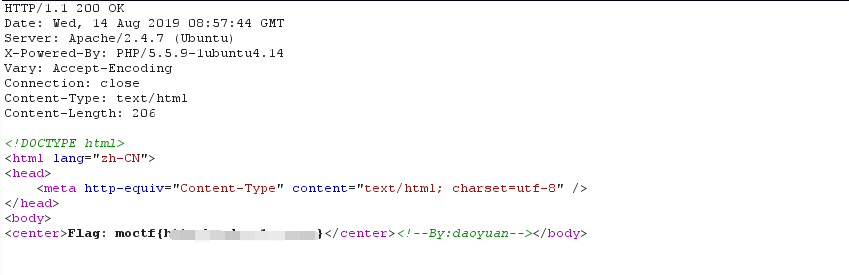 HTTP/1.1 200 OK
Date: Wed, 14 Aug 2019 08:57:44 GMT
Server: Apache/2.4.7 (Ubuntu)
X-Powered-By: PHP/5.5.9-1ubuntu4.14
Vary: Accept-Encoding
Connection: close
Content-Type: text/html
Content-Length: 206
<!DOCTYPE html>
<html lang="zh-CN">
<head>
<meta http-equiv="Content-Type" content="text/html; charset=utf-8" />
</head>
<body>
<center>Flag: moctf{ }</center><!--By:daoyuan--></body>